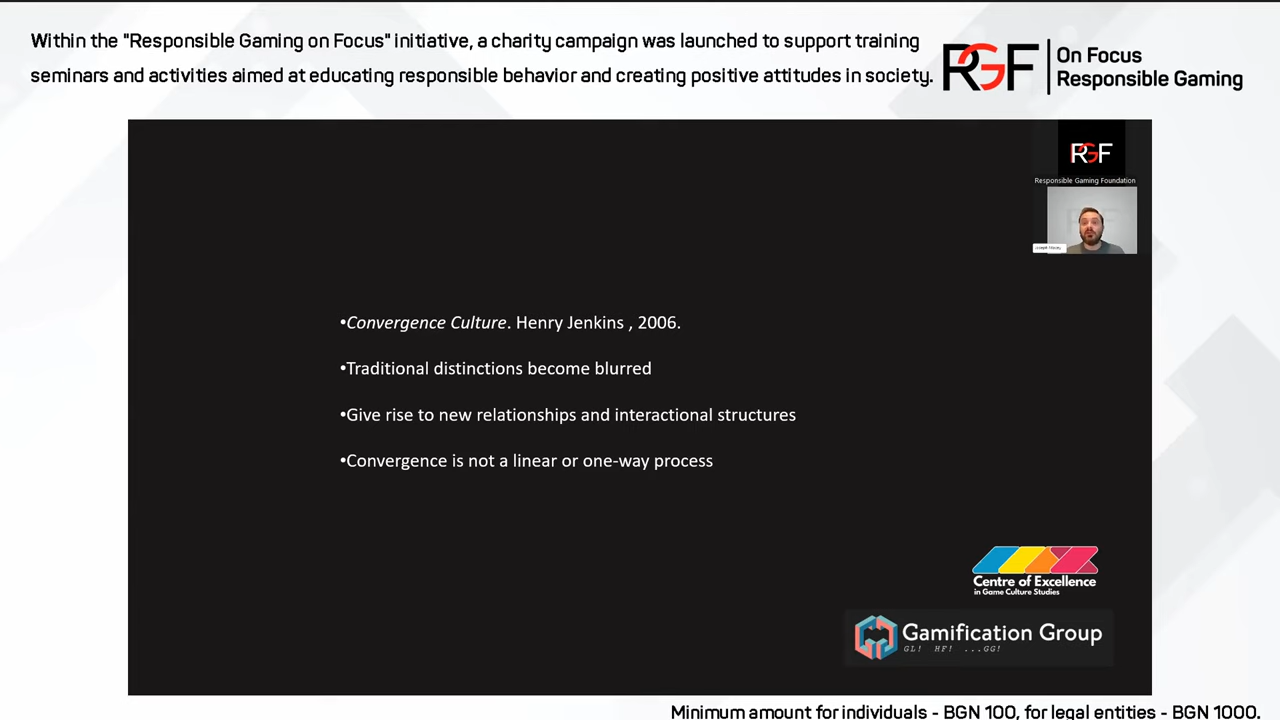 Within the "Responsible Gaming on Focus" initiative, a charity campaign was launched to support training
seminars and activities aimed at educating responsible behavior and creating positive attitudes in society.
RGF
On Focus
Responsible Gaming
RGF
Responsible Gaming Foundation
•Convergence Culture. Henry Jenkins , 2006.
•Traditional distinctions become blurred
•Give rise to new relationships and interactional structures
•Convergence is not a linear or one-way process
Centre of Excellence
in Game Culture Studies
Gamification Group
GL! HF! ...GG!
Minimum amount for individuals - BGN 100, for legal entities - BGN 1000.